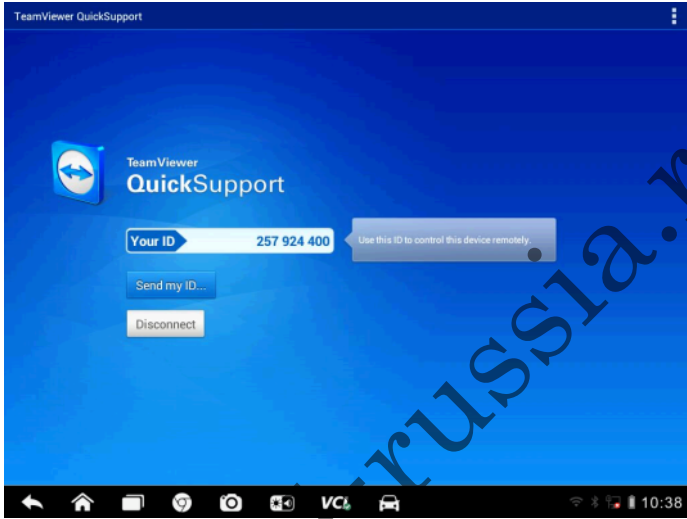 TeamViewer QuickSupport
TeamViewer
QuickSupport
Your ID 257 924 400
Use this ID to control this device remotely.
Send my ID...
Disconnect
russia.
VCI 10:38